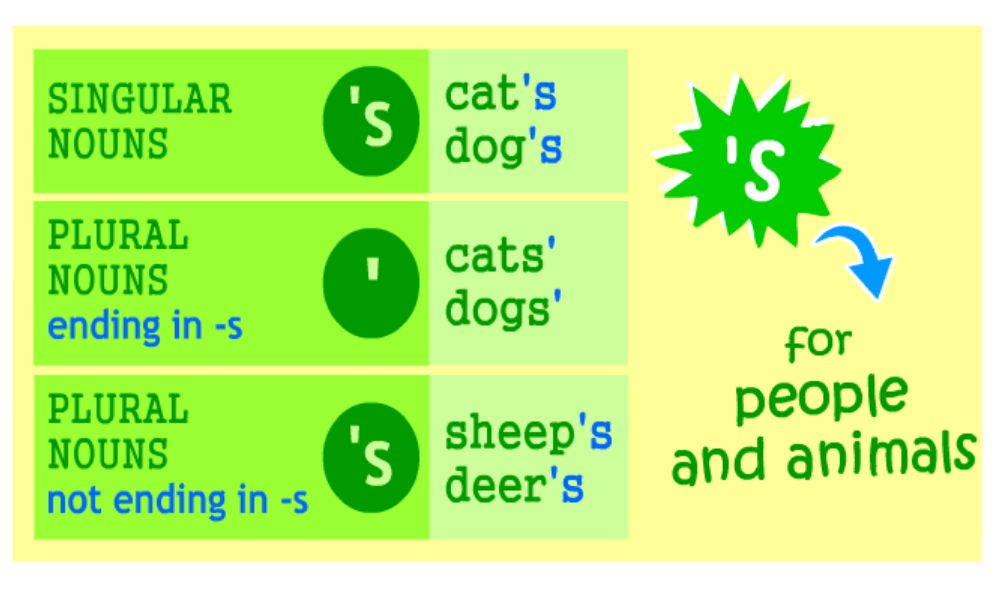 SINGULAR
NOUNS
's
cat's
dog's
PLURAL
NOUNS
ending in -s
'
cats'
dogs'
PLURAL
NOUNS
not ending in -s
's
sheep's
deer's
's
for
people
and animals